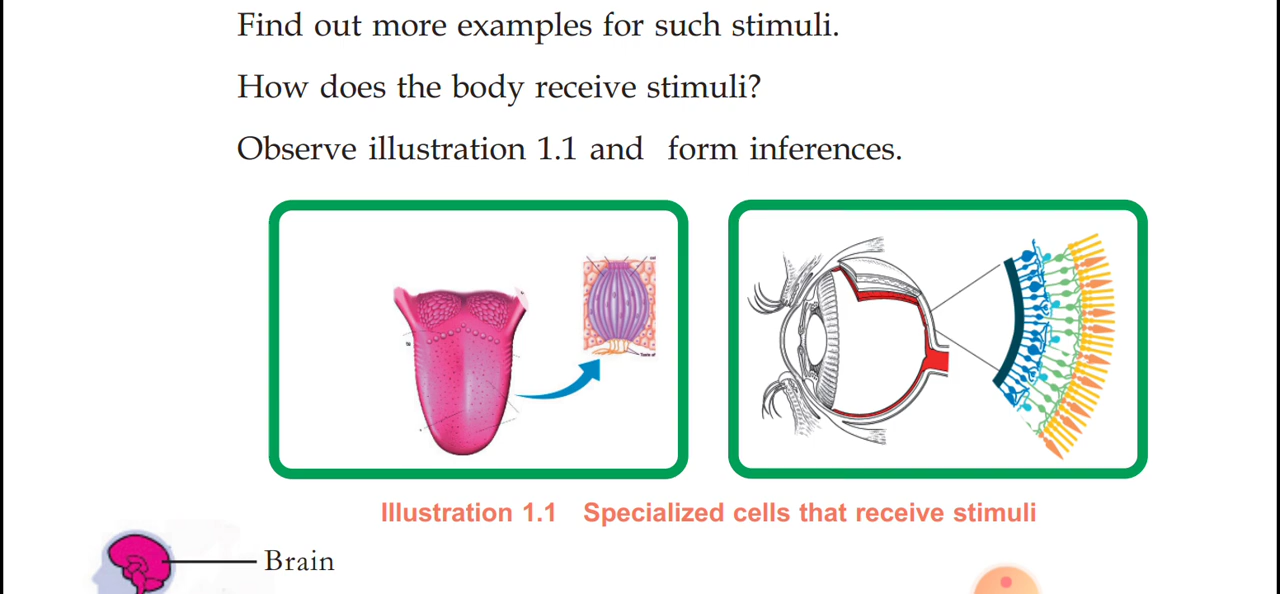 Find out more examples for such stimuli.
How does the body receive stimuli?
Observe illustration 1.1 and form inferences.
Illustration 1.1 Specialized cells that receive stimuli
Brain